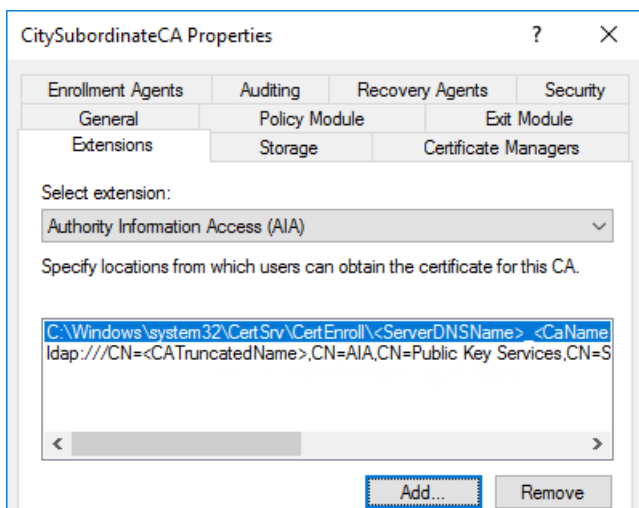 CitySubordinateCA Properties ? ×
Enrollment Agents Auditing Recovery Agents Security
General Policy Module Exit Module
Extensions Storage Certificate Managers
Select extension:
Authority Information Access (AIA)
Specify locations from which users can obtain the certificate for this CA.
C:\Windows\system32\CertSrv\CertEnroll\<ServerDNSName>_<CaName
ldap:///CN=<CATruncatedName>,CN=AIA,CN=Public Key Services,CN=S
Add... Remove